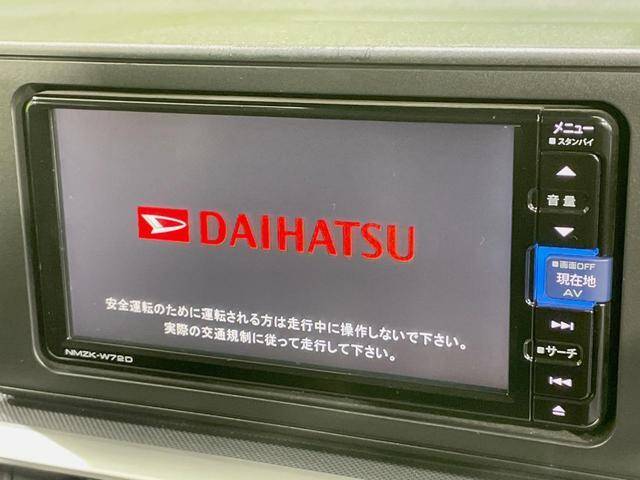 DAIHATSU
安全運転のために運転される方は走行中に操作しないで下さい。
実際の交通規制に従って走行して下さい。
NMZK-W72D
メニュー
スタンバイ
音量
画面OFF
現在地
AV
サーチ